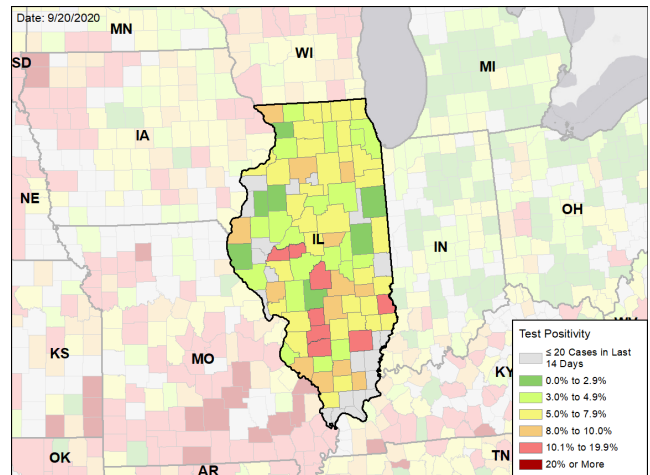 Date: 9/20/2020
MN
SD
WI
MI
IA
NE
IL
IN
OH
KS
MO
KY
WV
OK
AR
TN
Test Positivity
≤ 20 Cases in Last
14 Days
0.0% to 2.9%
3.0% to 4.9%
5.0% to 7.9%
8.0% to 10.0%
10.1% to 19.9%
20% or More